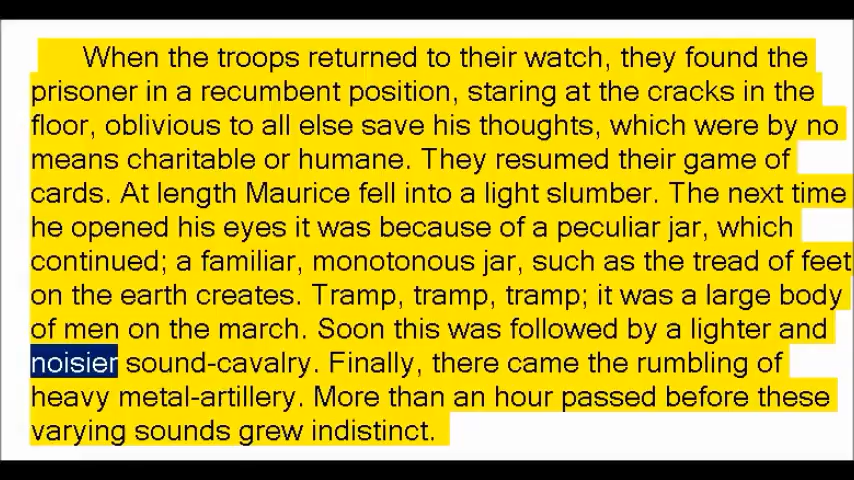 When the troops returned to their watch, they found the
prisoner in a recumbent position, staring at the cracks in the
floor, oblivious to all else save his thoughts, which were by no
means charitable or humane. They resumed their game of
cards. At length Maurice fell into a light slumber. The next time
he opened his eyes it was because of a peculiar jar, which
continued; a familiar, monotonous jar, such as the tread of feet
on the earth creates. Tramp, tramp, tramp; it was a large body
of men on the march. Soon this was followed by a lighter and
noisier sound-cavalry. Finally, there came the rumbling of
heavy metal-artillery. More than an hour passed before these
varying sounds grew indistinct.